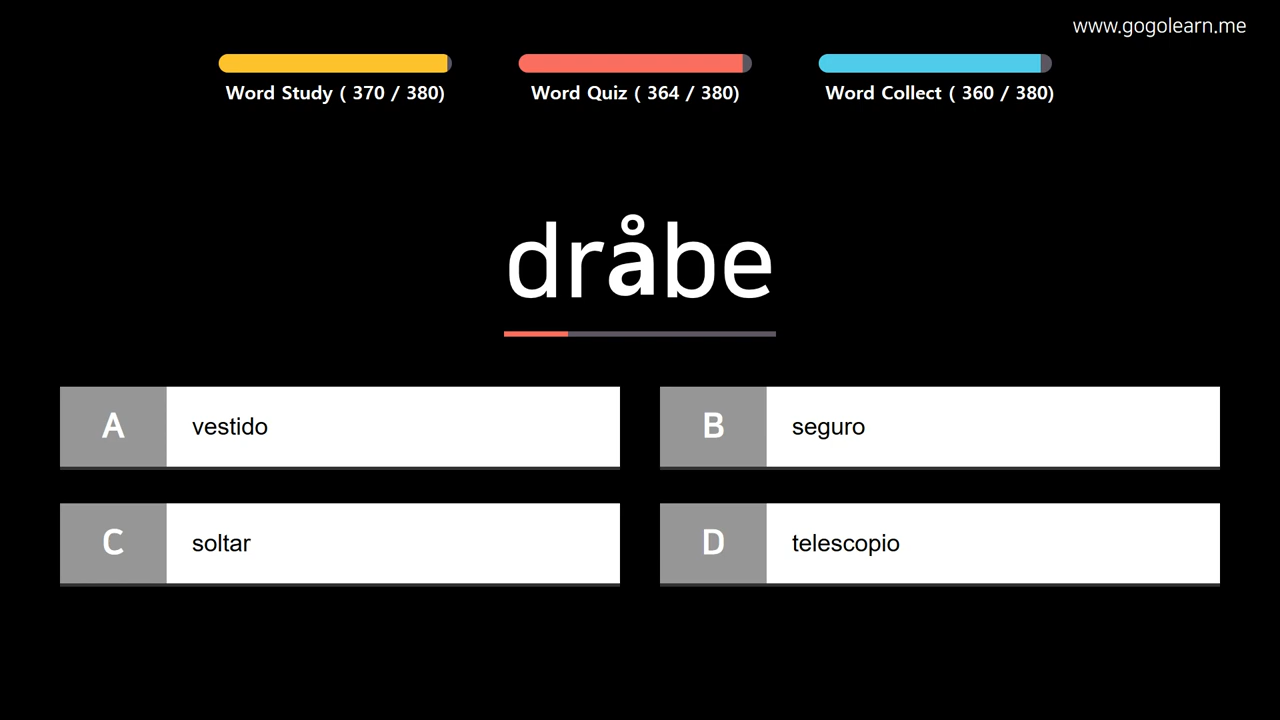 www.gogolearn.me
Word Study ( 370 / 380)
Word Quiz ( 364 / 380)
Word Collect ( 360 / 380)
dråbe
A vestido
B seguro
C soltar
D telescopio